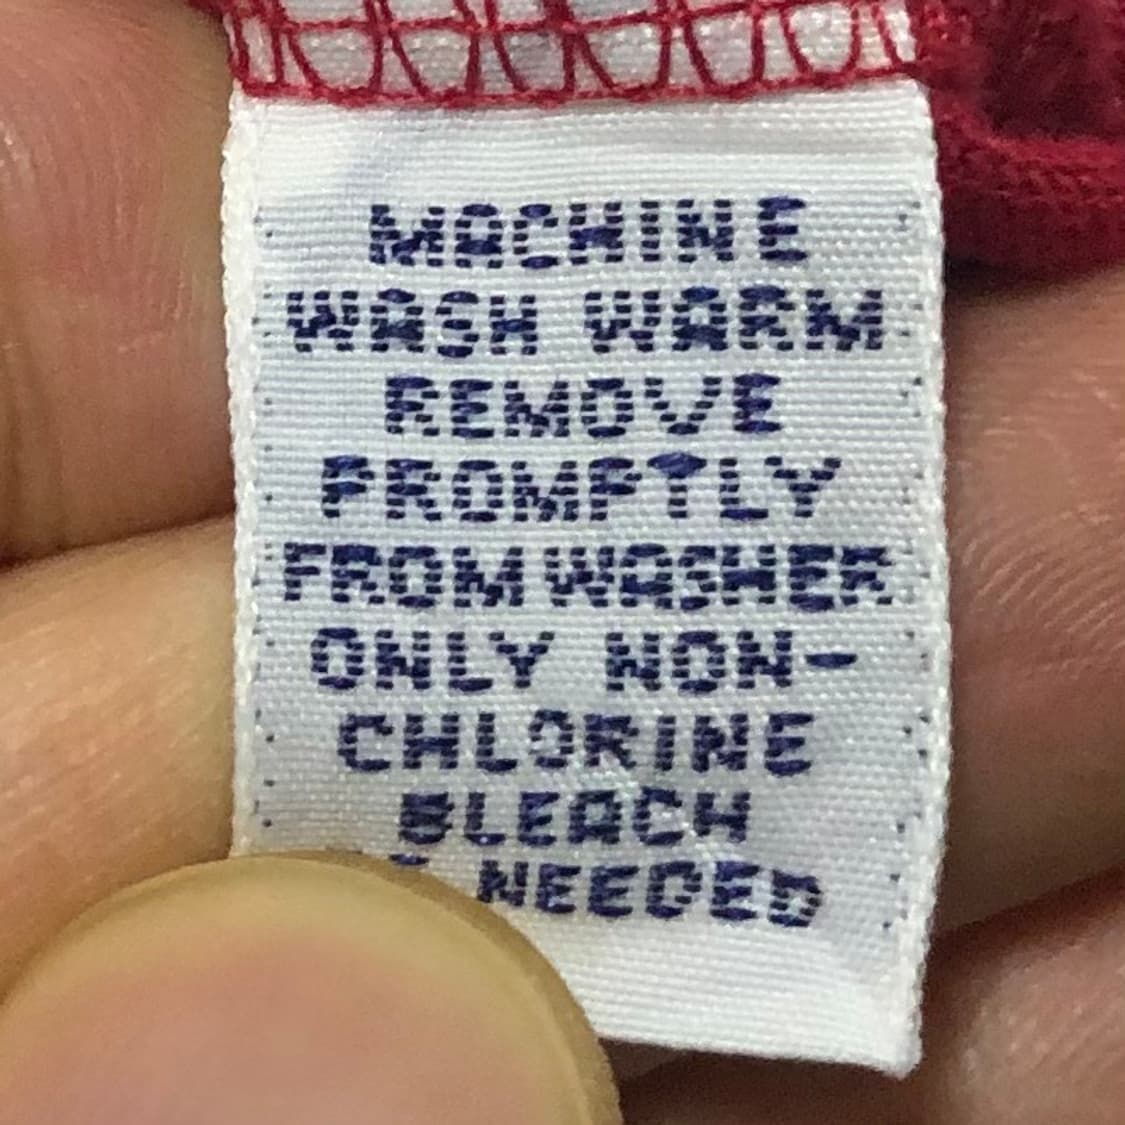 MACHINE
WASH WARM
REMOVE
PROMPTLY
FROM WASHER
ONLY NON-
CHLORINE
BLEACH
NEEDED